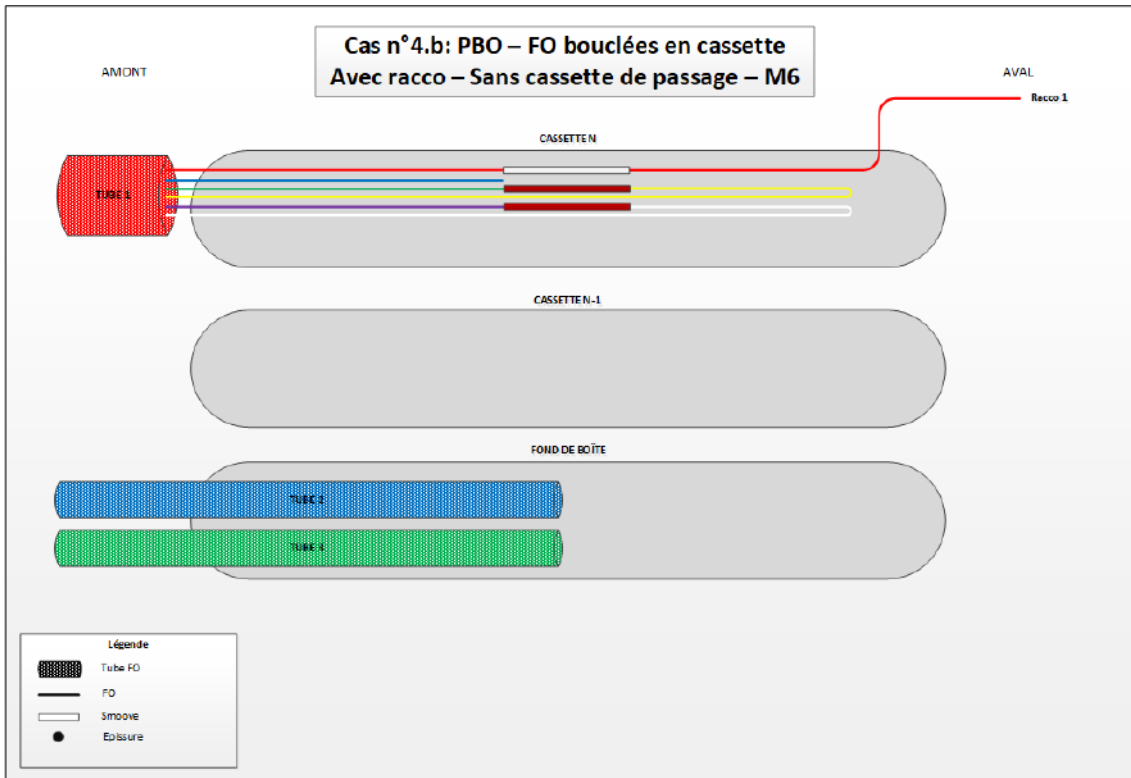 Cas n°4.b: PBO – FO bouclées en cassette
Avec racco – Sans cassette de passage – M6
AMONT
AVAL
Racco 1
CASSETTE N
TUBE 1
CASSETTE N-1
FOND DE BOÎTE
TUBE 2
TUBE 3
Légende
Tube FO
FO
Smoove
Epissure